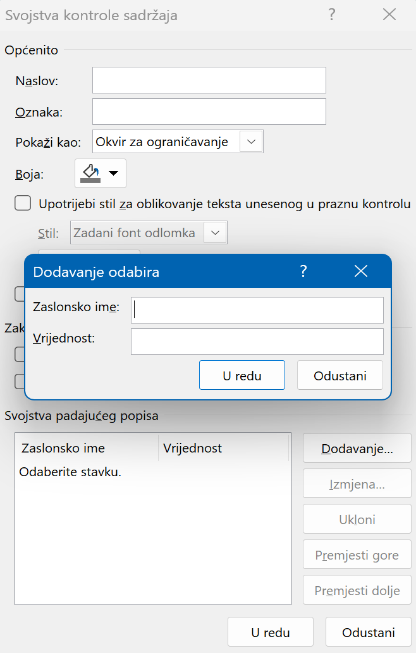 Svojstva kontrole sadržaja
Općenito
Naslov:
Oznaka:
Pokaži kao: Okvir za ograničavanje
Boja:
Upotrijebi stil za oblikovanje teksta unesenog u praznu kontrolu
Stil: Zadani font odlomka
Dodavanje odabira
Zaslonsko ime:
Vrijednost:
U redu Odustani
Zak
Svojstva padajućeg popisa
Zaslonsko ime Vrijednost
Odaberite stavku.
Dodavanje...
Izmjena...
Ukloni
Premjesti gore
Premjesti dolje
U redu Odustani